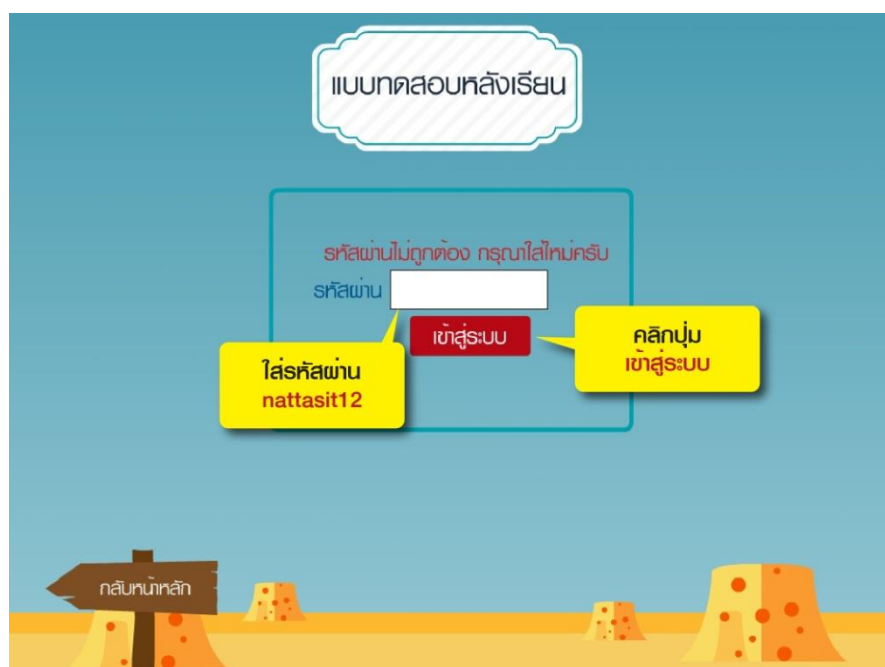 แบบทดสอบหลังเรียน
รหัสผ่านไม่ถูกต้อง กรุณาใส่ใหม่ครับ
รหัสผ่าน
เข้าสู่ระบบ
คลิกปุ่ม
เข้าสู่ระบบ
ใส่รหัสผ่าน
nattasit12
กลับหน้าหลัก